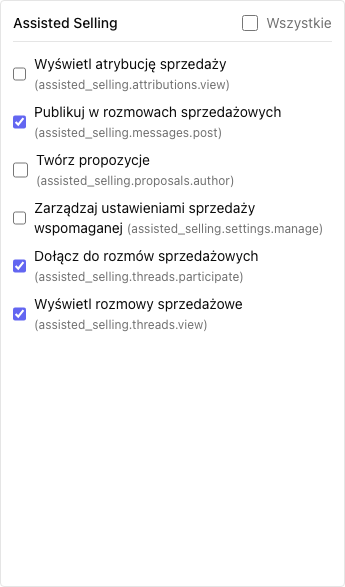 Assisted Selling
Wszystkie
Wyświetl atrybucję sprzedaży
(assisted_selling.attributions.view)
Publikuj w rozmowach sprzedażowych
(assisted_selling.messages.post)
Twórz propozycje
(assisted_selling.proposals.author)
Zarządzaj ustawieniami sprzedaży
wspomaganej (assisted_selling.settings.manage)
Dołącz do rozmów sprzedażowych
(assisted_selling.threads.participate)
Wyświetl rozmowy sprzedażowe
(assisted_selling.threads.view)